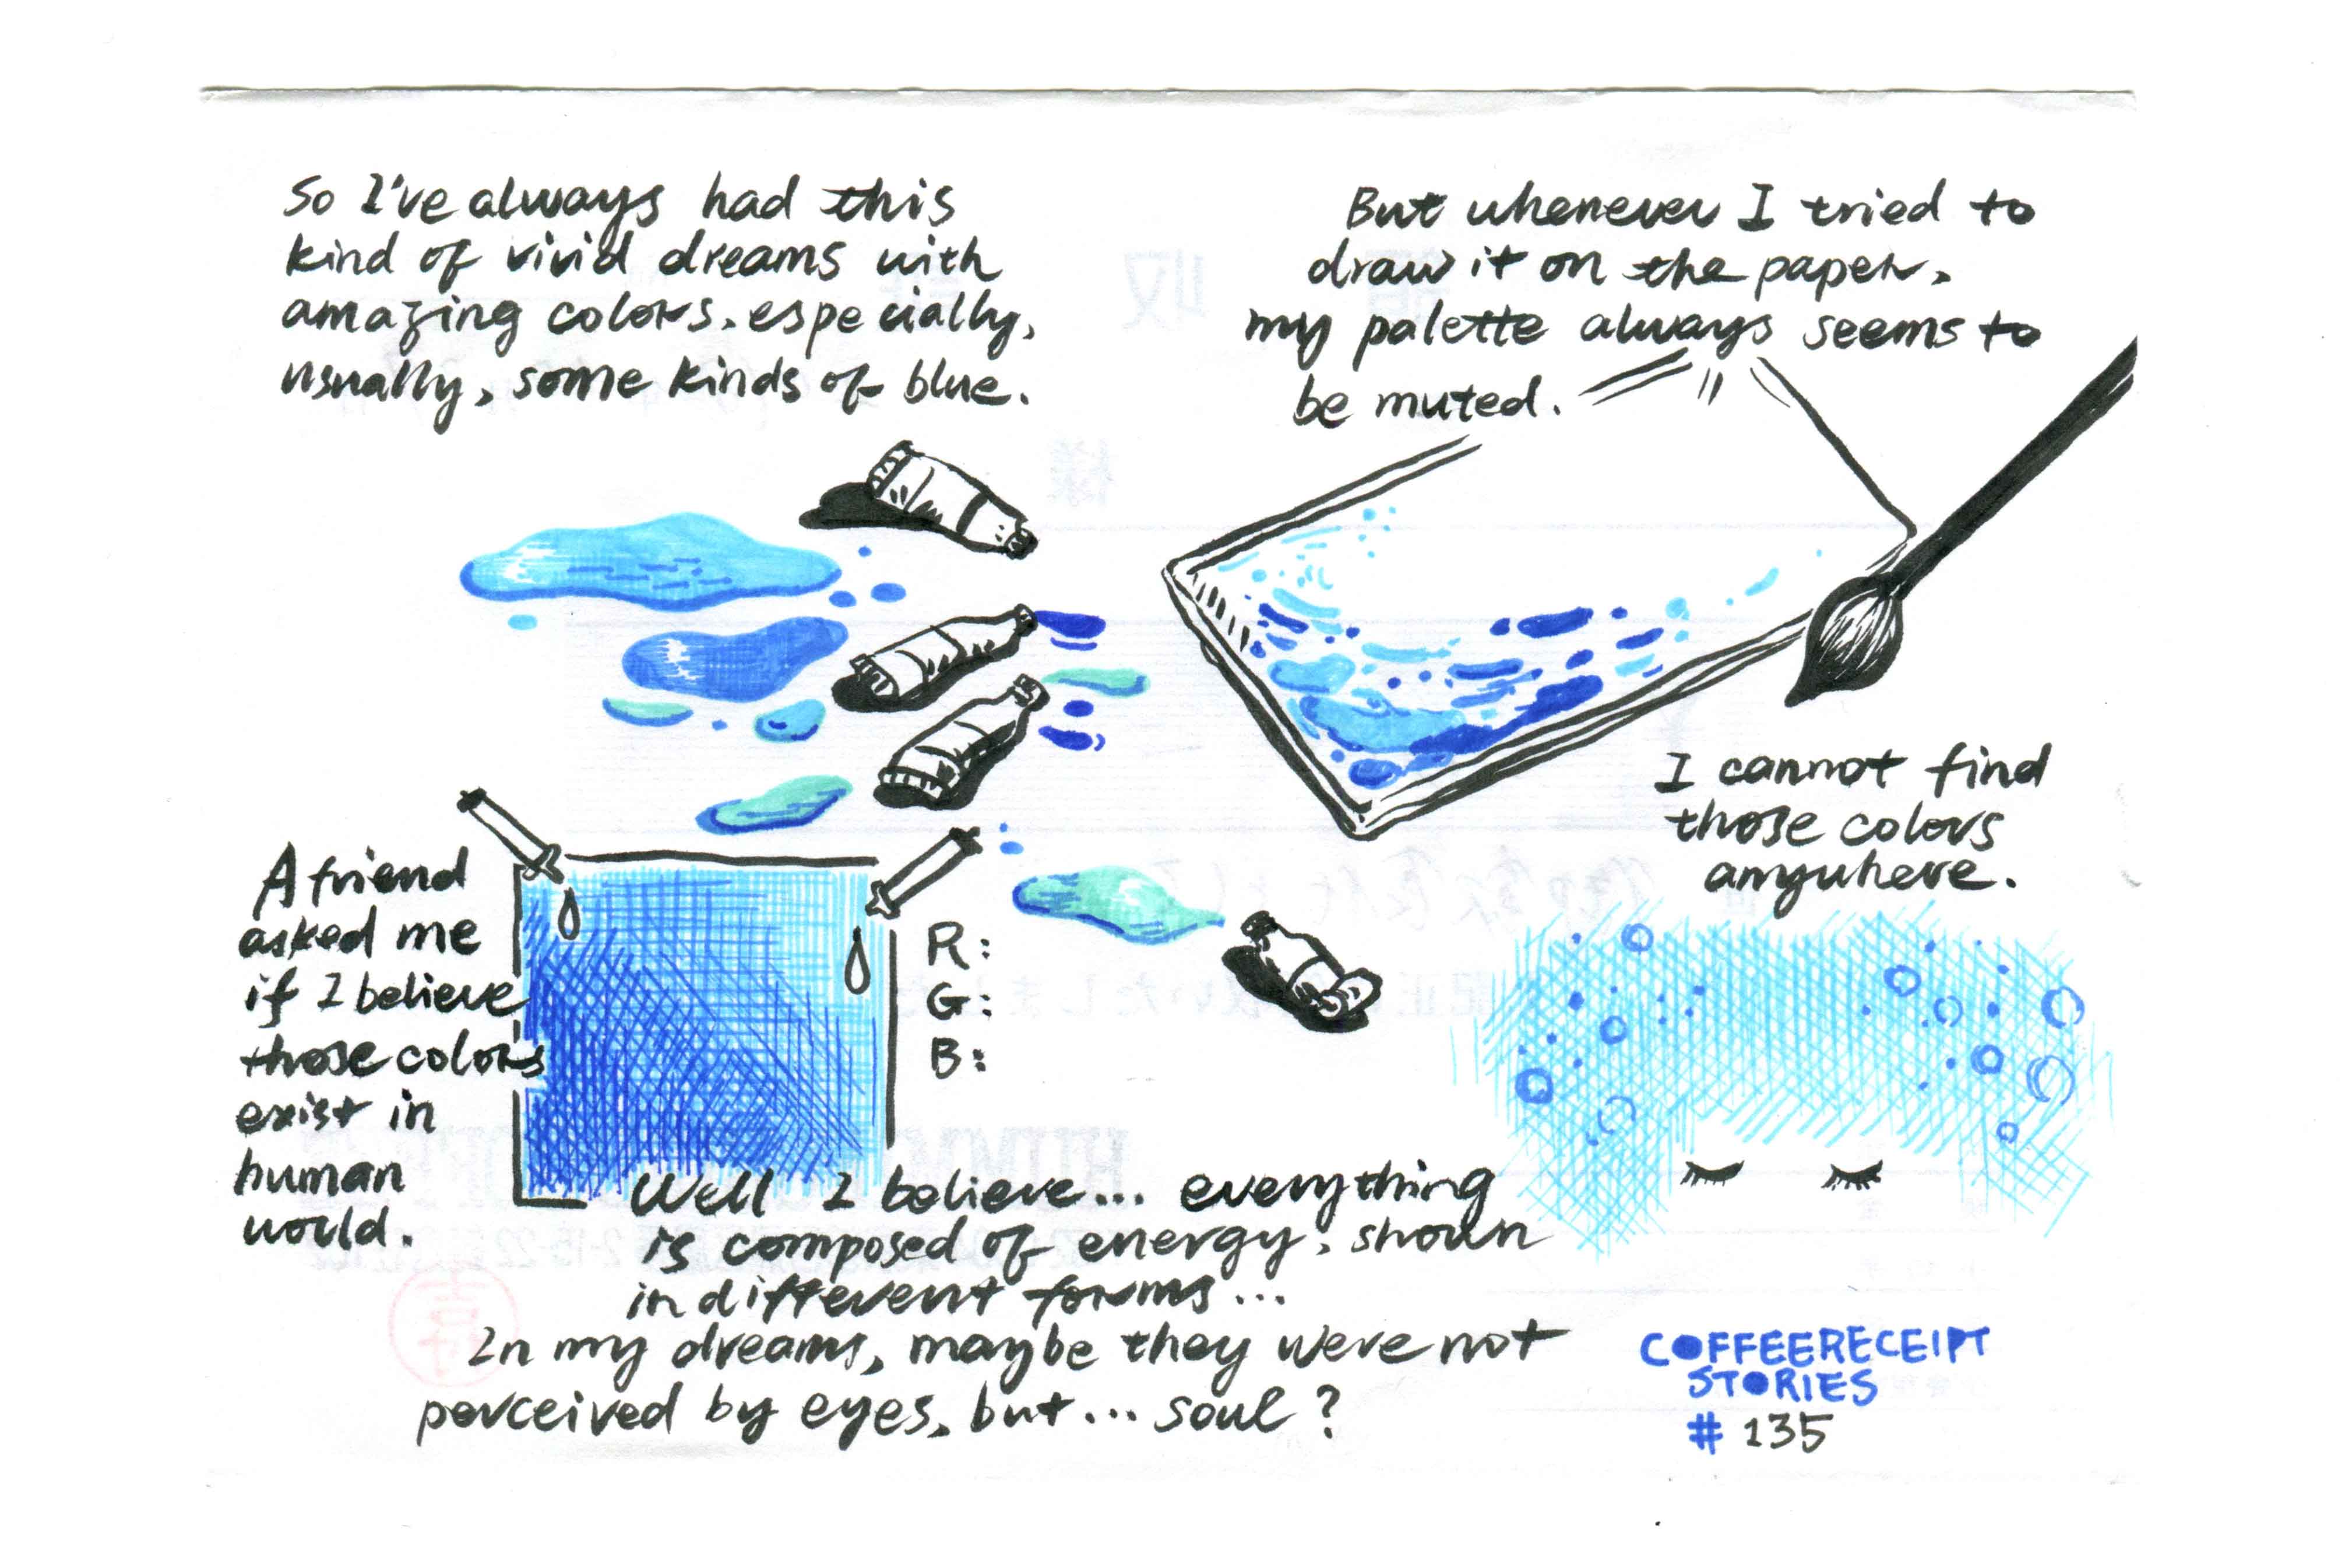 So I've always had this
kind of vivid dreams with
amazing colors, especially,
usually, some kinds of blue.
But whenever I tried to
draw it on the paper,
my palette always seems to
be muted.
I cannot find
those colors
anywhere.
A friend
asked me
if I believe
those colors
exist in
human
world.
R:
G:
B:
Well I believe... everything
is composed of energy, shown
in different forms...
In my dreams, maybe they were not
perceived by eyes, but... soul?
COFFEERECEIPT
STORIES
# 135